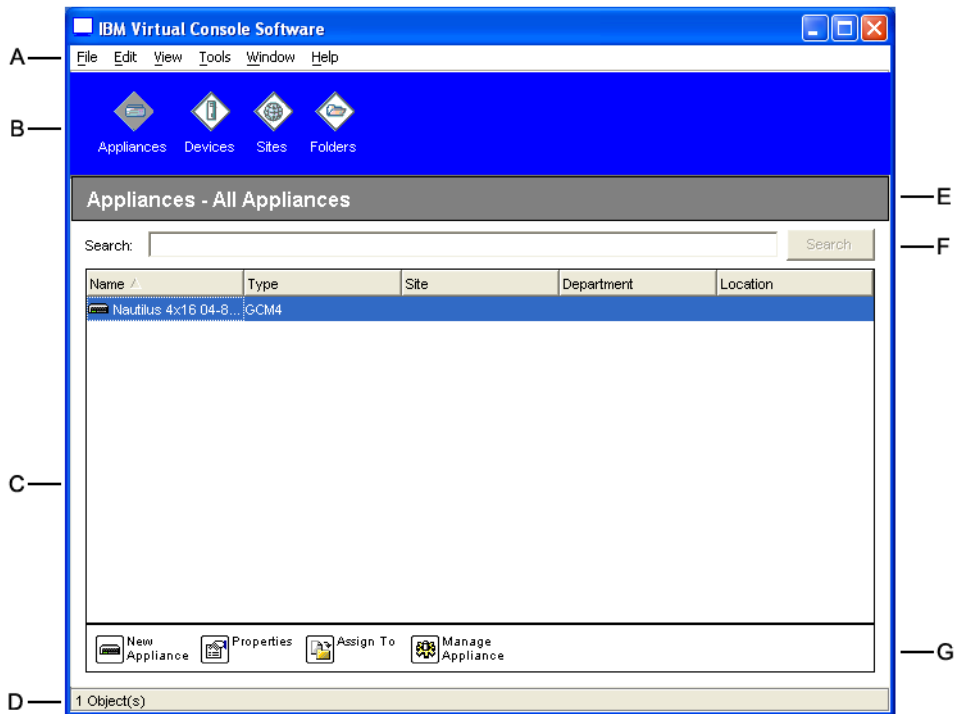 IBM Virtual Console Software
A
File Edit View Tools Window Help
B
Appliances Devices Sites Folders
Appliances - All Appliances
E
Search:
Search
F
Name Type Site Department Location
Nautilus 4x16 04-8... GCM4
C
New Appliance
Properties
Assign To
Manage Appliance
G
D
1 Object(s)